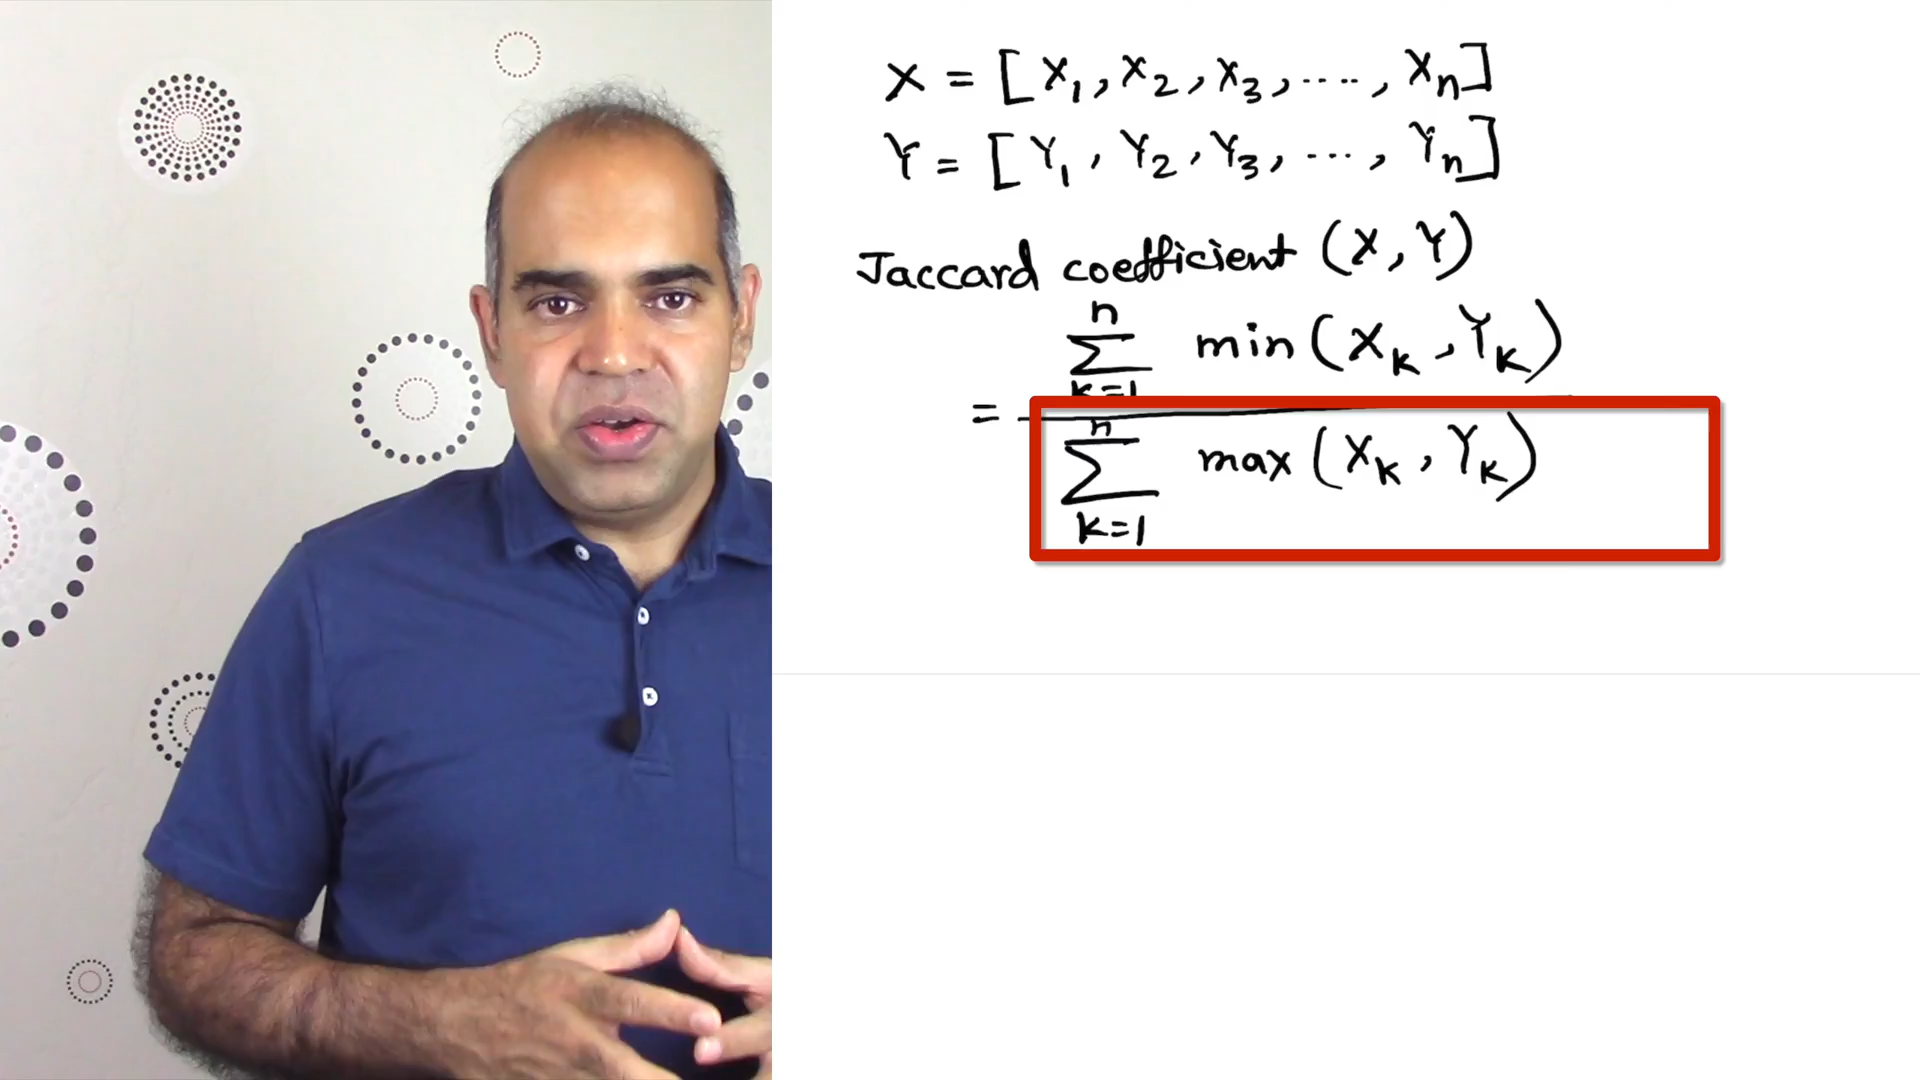 X = [X₁, X₂, X₃, ...., Xₙ]
Y = [Y₁, Y₂, Y₃, ..., Yₙ]
Jaccard coefficient (X, Y)
n
∑ min(Xₖ, Yₖ)
k=1
=
n
∑ max(Xₖ, Yₖ)
k=1